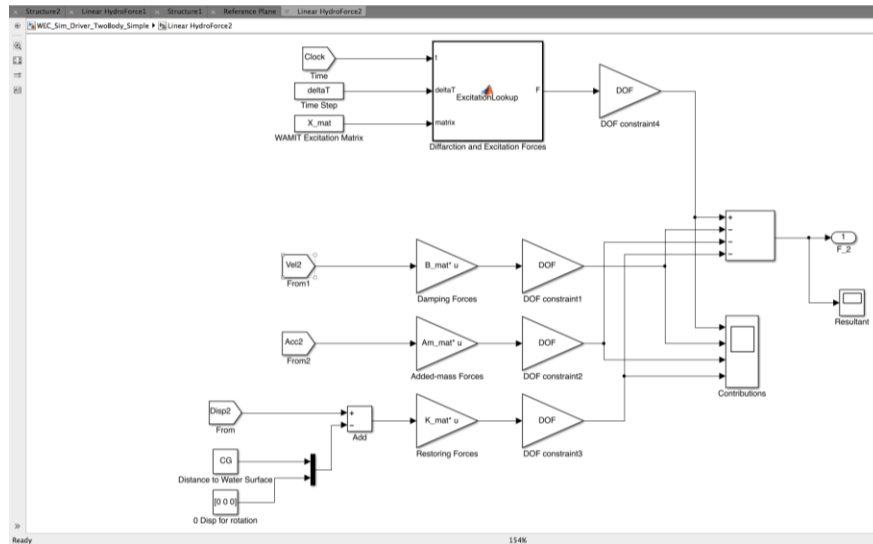 Structure2 Linear HydroForce1 Structure1 Reference Plane Linear HydroForce2
WEC_Sim_Driver_TwoBody_Simple Linear HydroForce2
Clock
Time
deltaT
Time Step
X_mat
WAMIT Excitation Matrix
t
deltaT
matrix
ExcitationLookup
F
Diffarction and Excitation Forces
DOF
DOF constraint4
Vel2
From1
B_mat* u
Damping Forces
DOF
DOF constraint1
+
-
-
-
1
F_2
Resultant
Acc2
From2
Am_mat* u
Added-mass Forces
DOF
DOF constraint2
Contributions
Disp2
From
+
-
Add
K_mat* u
Restoring Forces
DOF
DOF constraint3
CG
Distance to Water Surface
[0 0 0]
0 Disp for rotation
Ready 154%